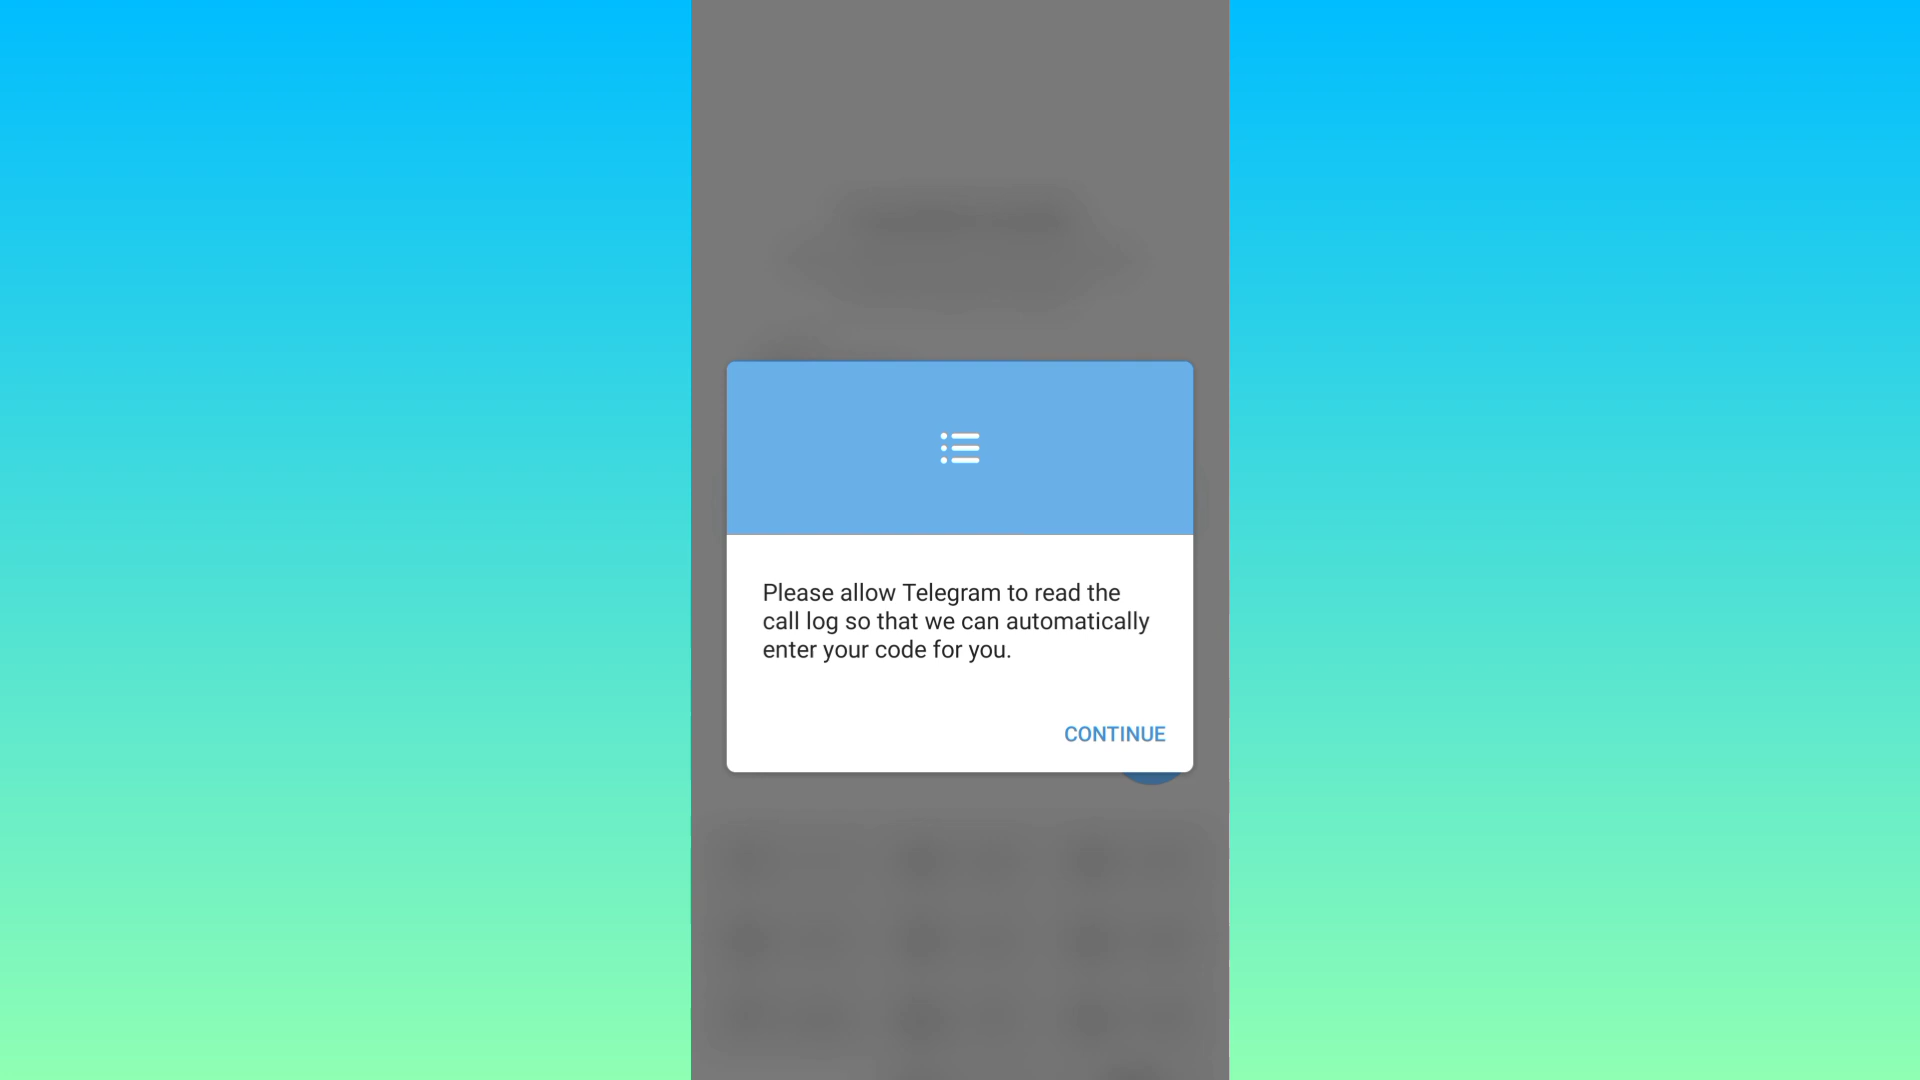 Please allow Telegram to read the
call log so that we can automatically
enter your code for you.
CONTINUE